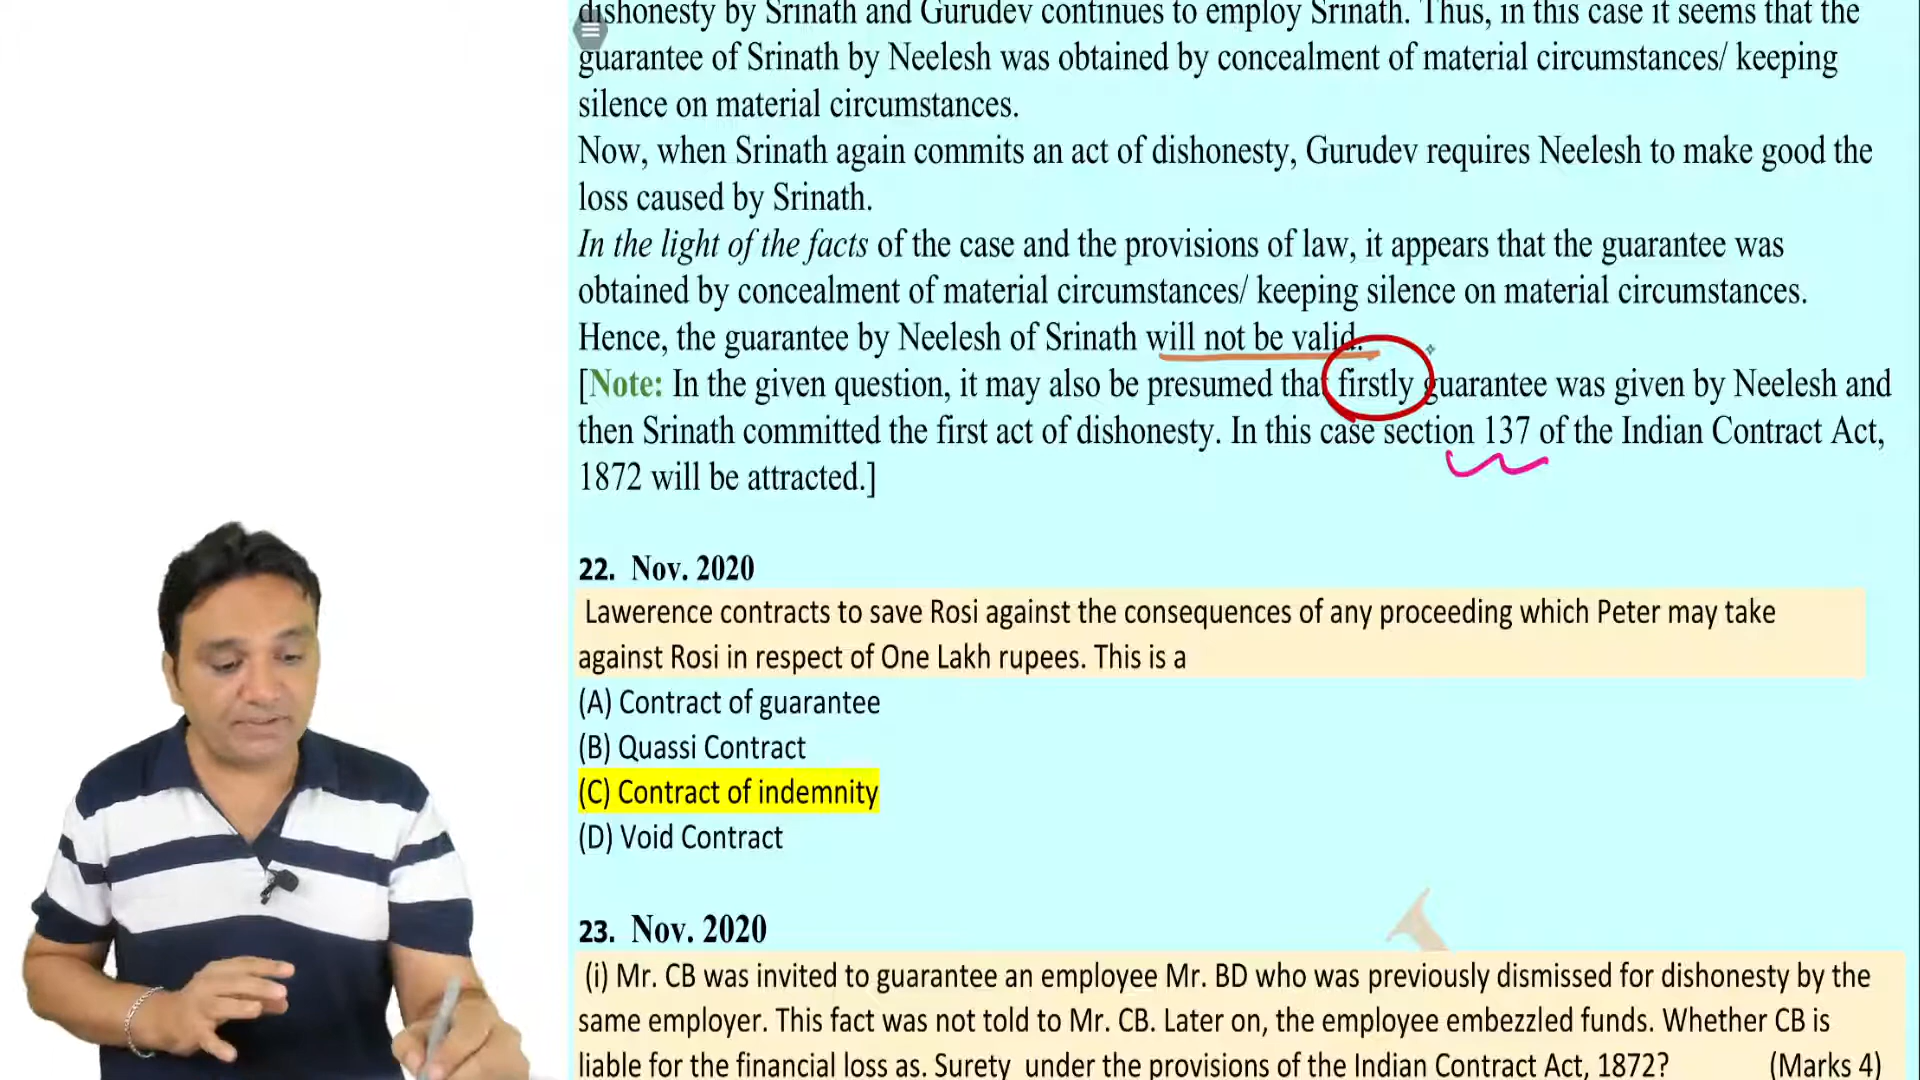 dishonesty by Srinath and Gurudev continues to employ Srinath. Thus, in this case it seems that the
guarantee of Srinath by Neelesh was obtained by concealment of material circumstances/ keeping
silence on material circumstances.
Now, when Srinath again commits an act of dishonesty, Gurudev requires Neelesh to make good the
loss caused by Srinath.
In the light of the facts of the case and the provisions of law, it appears that the guarantee was
obtained by concealment of material circumstances/ keeping silence on material circumstances.
Hence, the guarantee by Neelesh of Srinath will not be valid.
[Note: In the given question, it may also be presumed that firstly guarantee was given by Neelesh and
then Srinath committed the first act of dishonesty. In this case section 137 of the Indian Contract Act,
1872 will be attracted.]
22. Nov. 2020
Lawerence contracts to save Rosi against the consequences of any proceeding which Peter may take
against Rosi in respect of One Lakh rupees. This is a
(A) Contract of guarantee
(B) Quassi Contract
(C) Contract of indemnity
(D) Void Contract
23. Nov. 2020
(i) Mr. CB was invited to guarantee an employee Mr. BD who was previously dismissed for dishonesty by the
same employer. This fact was not told to Mr. CB. Later on, the employee embezzled funds. Whether CB is
liable for the financial loss as. Surety under the provisions of the Indian Contract Act, 1872? (Marks 4)